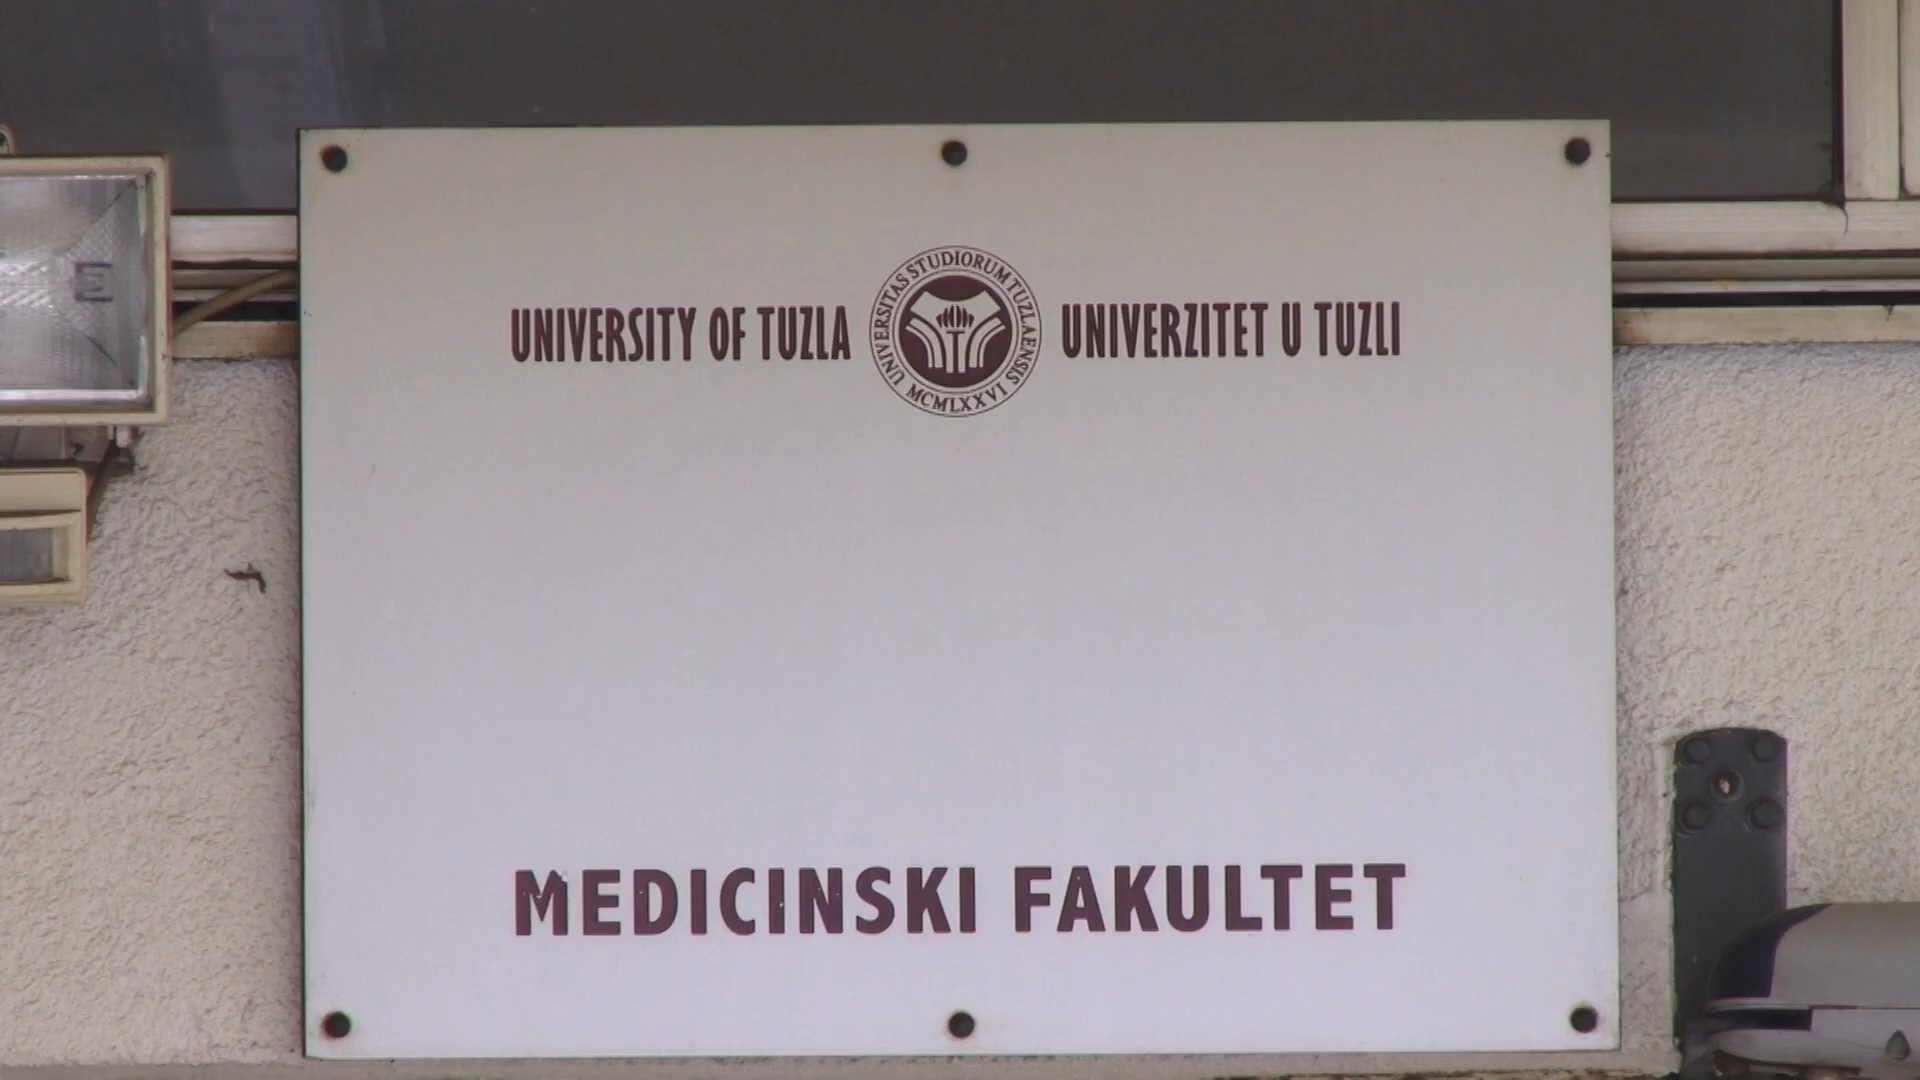 UNIVERSITY OF TUZLA
UNIVERSITAS STUDIORUM TUZLAENSIS
MCMLXXVI
UNIVERZITET U TUZLI
MEDICINSKI FAKULTET